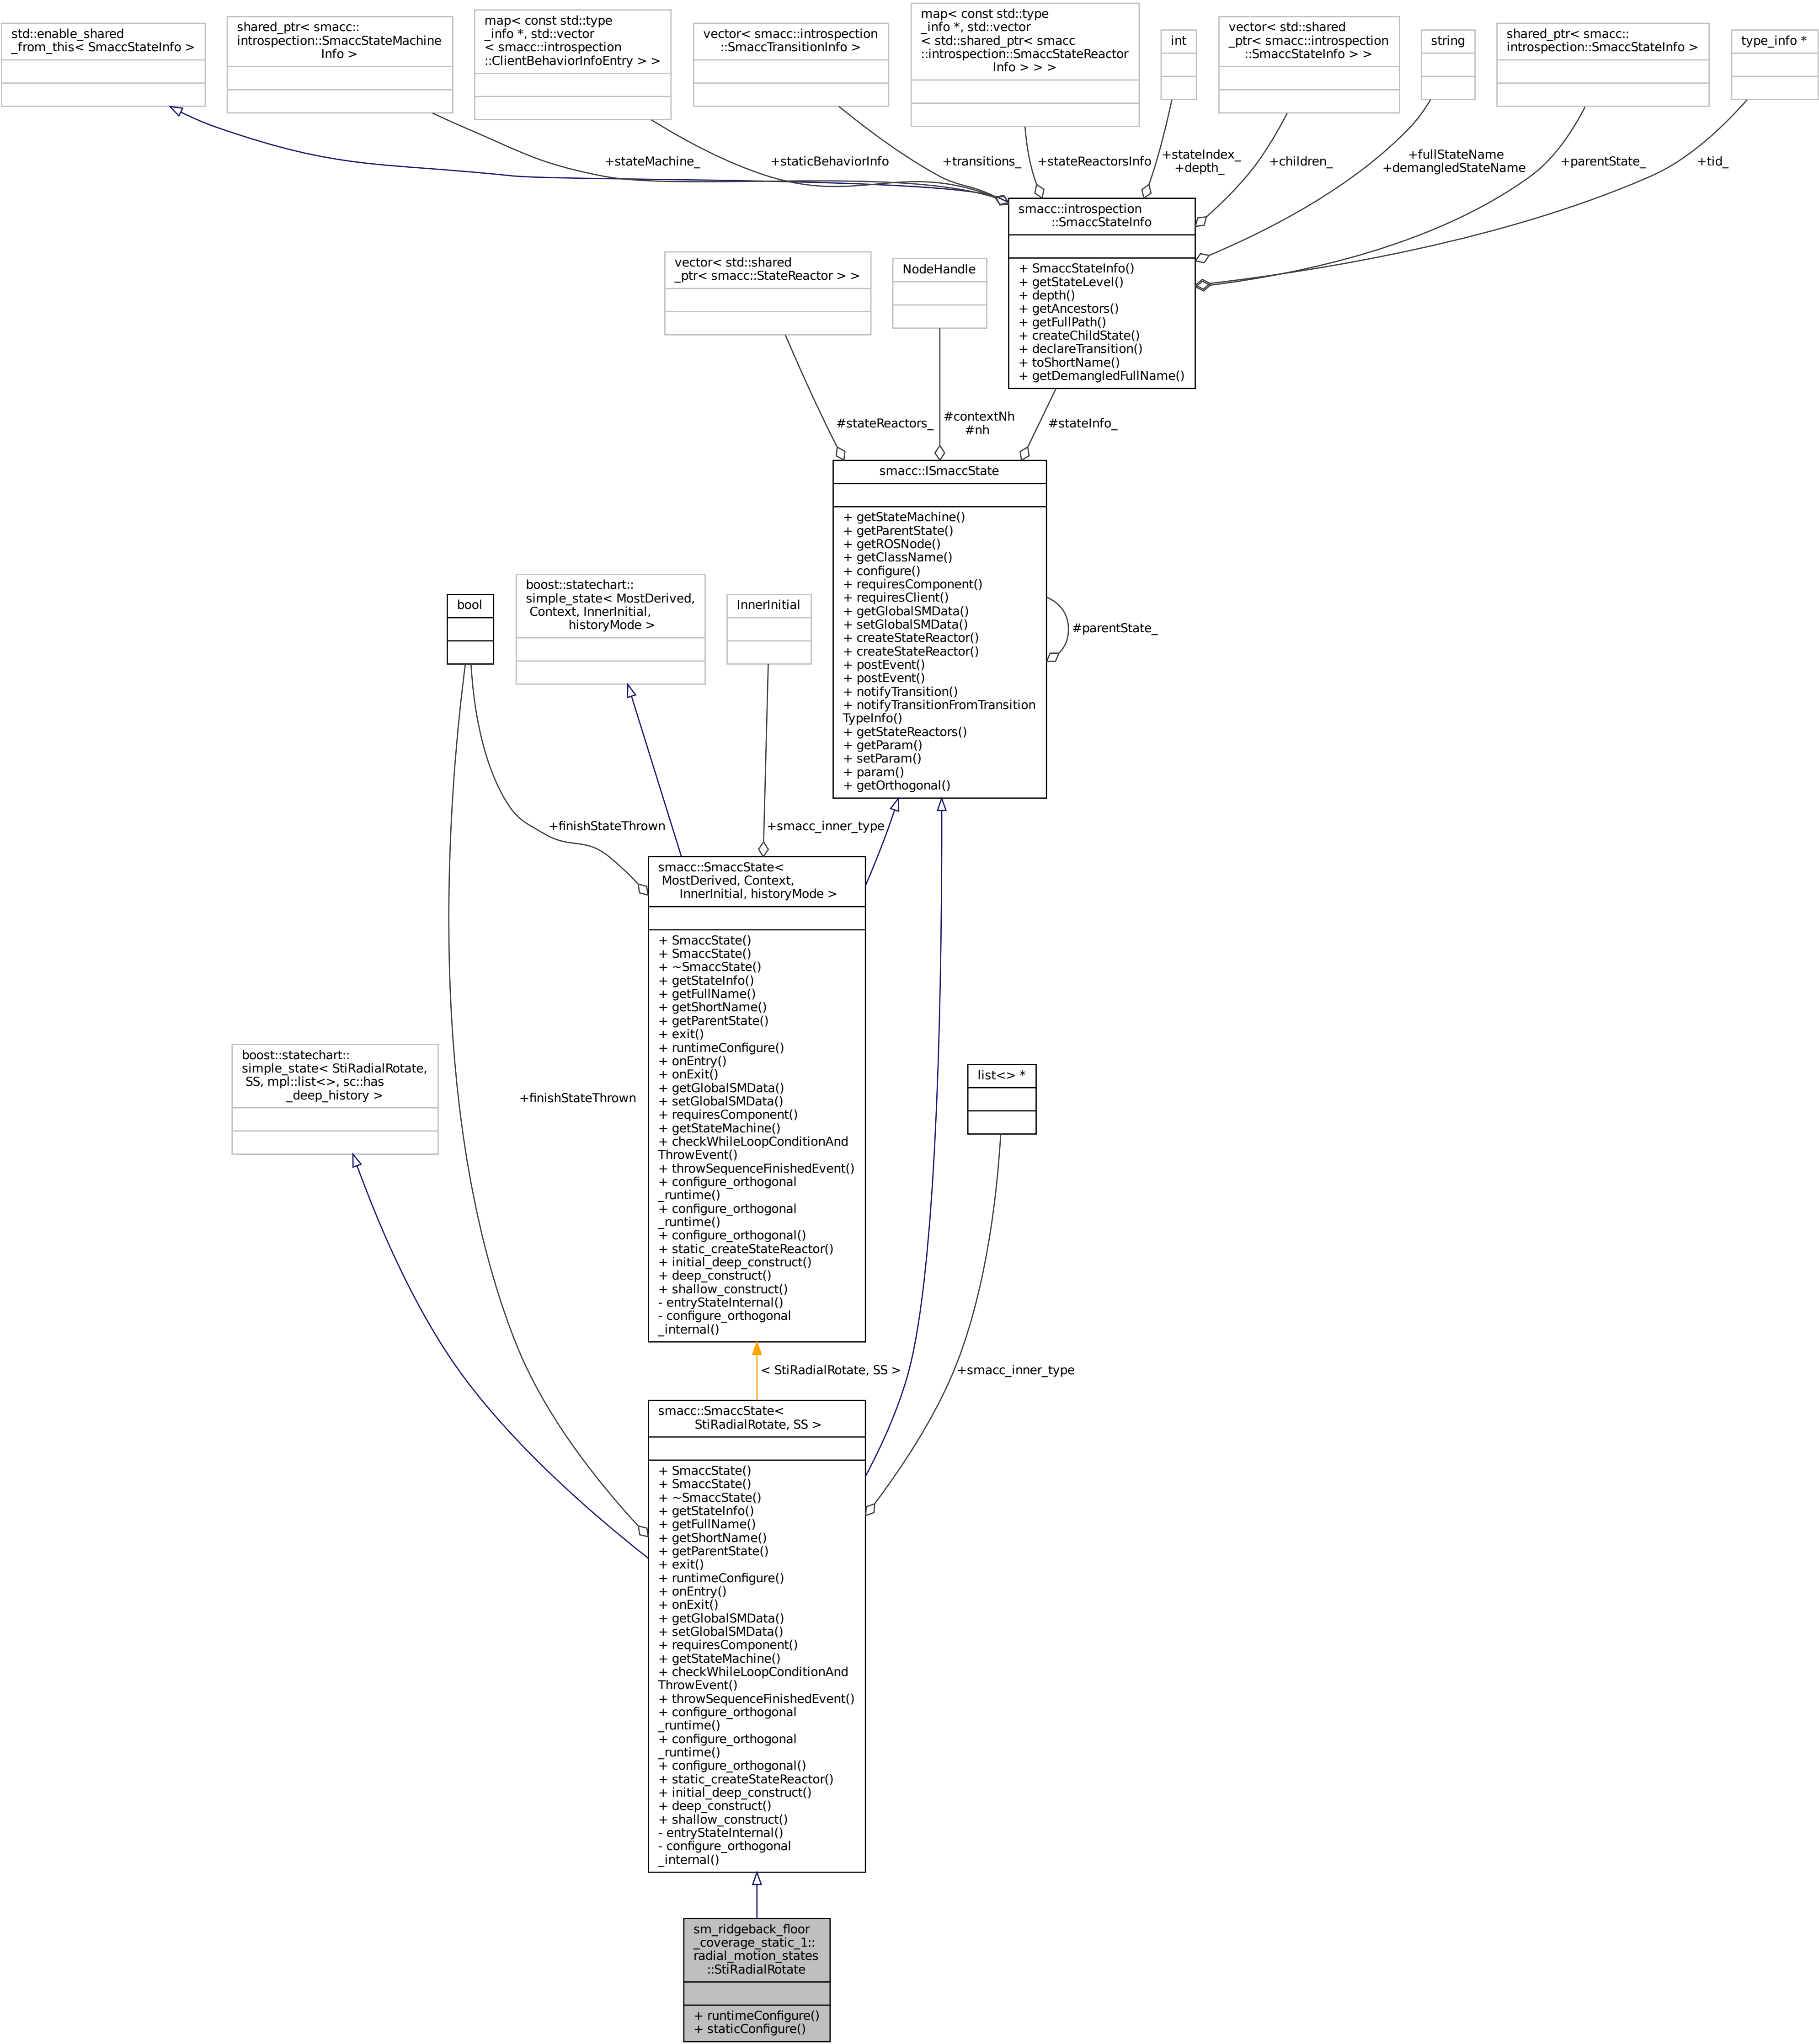 std::enable_shared
_from_this< SmaccStateInfo >
shared_ptr< smacc::
introspection::SmaccStateMachine
Info >
map< const std::type
_info *, std::vector
< smacc::introspection
::ClientBehaviorInfoEntry > >
vector< smacc::introspection
::SmaccTransitionInfo >
map< const std::type
_info *, std::vector
< std::shared_ptr< smacc
::introspection::SmaccStateReactor
Info > > >
int
vector< std::shared
_ptr< smacc::introspection
::SmaccStateInfo > >
string
shared_ptr< smacc::
introspection::SmaccStateInfo >
type_info *
+stateMachine_
+staticBehaviorInfo
+transitions_
+stateReactorsInfo
+stateIndex_
+depth_
+children_
+fullStateName
+demangledStateName
+parentState_
+tid_
smacc::introspection
::SmaccStateInfo
+ SmaccStateInfo()
+ getStateLevel()
+ depth()
+ getAncestors()
+ getFullPath()
+ createChildState()
+ declareTransition()
+ toShortName()
+ getDemangledFullName()
vector< std::shared
_ptr< smacc::StateReactor > >
NodeHandle
#stateReactors_
#contextNh
#nh
#stateInfo_
smacc::ISmaccState
+ getStateMachine()
+ getParentState()
+ getROSNode()
+ getClassName()
+ configure()
+ requiresComponent()
+ requiresClient()
+ getGlobalSMData()
+ setGlobalSMData()
+ createStateReactor()
+ createStateReactor()
+ postEvent()
+ postEvent()
+ notifyTransition()
+ notifyTransitionFromTransition
TypeInfo()
+ getStateReactors()
+ getParam()
+ setParam()
+ param()
+ getOrthogonal()
#parentState_
bool
boost::statechart::
simple_state< MostDerived,
Context, InnerInitial,
historyMode >
InnerInitial
+finishStateThrown
+smacc_inner_type
smacc::SmaccState<
MostDerived, Context,
InnerInitial, historyMode >
+ SmaccState()
+ SmaccState()
+ ~SmaccState()
+ getStateInfo()
+ getFullName()
+ getShortName()
+ getParentState()
+ exit()
+ runtimeConfigure()
+ onEntry()
+ onExit()
+ getGlobalSMData()
+ setGlobalSMData()
+ requiresComponent()
+ getStateMachine()
+ checkWhileLoopConditionAnd
ThrowEvent()
+ throwSequenceFinishedEvent()
+ configure_orthogonal
_runtime()
+ configure_orthogonal
_runtime()
+ configure_orthogonal()
+ static_createStateReactor()
+ initial_deep_construct()
+ deep_construct()
+ shallow_construct()
- entryStateInternal()
- configure_orthogonal
_internal()
boost::statechart::
simple_state< StiRadialRotate,
SS, mpl::list<>, sc::has
_deep_history >
+finishStateThrown
list<> *
< StiRadialRotate, SS >
+smacc_inner_type
smacc::SmaccState<
StiRadialRotate, SS >
+ SmaccState()
+ SmaccState()
+ ~SmaccState()
+ getStateInfo()
+ getFullName()
+ getShortName()
+ getParentState()
+ exit()
+ runtimeConfigure()
+ onEntry()
+ onExit()
+ getGlobalSMData()
+ setGlobalSMData()
+ requiresComponent()
+ getStateMachine()
+ checkWhileLoopConditionAnd
ThrowEvent()
+ throwSequenceFinishedEvent()
+ configure_orthogonal
_runtime()
+ configure_orthogonal
_runtime()
+ configure_orthogonal()
+ static_createStateReactor()
+ initial_deep_construct()
+ deep_construct()
+ shallow_construct()
- entryStateInternal()
- configure_orthogonal
_internal()
sm_ridgeback_floor
_coverage_static_1::
radial_motion_states
::StiRadialRotate
+ runtimeConfigure()
+ staticConfigure()